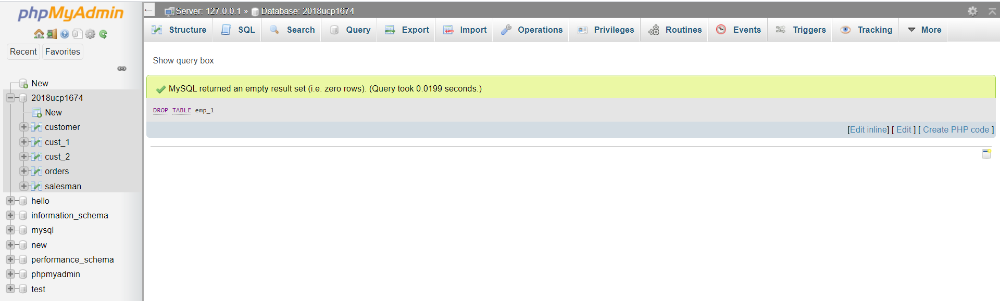 phpMyAdmin
Recent Favorites
New
2018ucp1674
New
customer
cust_1
cust_2
orders
salesman
hello
information_schema
mysql
new
performance_schema
phpmyadmin
test
Server: 127.0.0.1 » Database: 2018ucp1674
Structure SQL Search Query Export Import Operations Privileges Routines Events Triggers Tracking More
Show query box
MySQL returned an empty result set (i.e. zero rows). (Query took 0.0199 seconds.)
DROP TABLE emp_1
[Edit inline] [ Edit ] [ Create PHP code ]